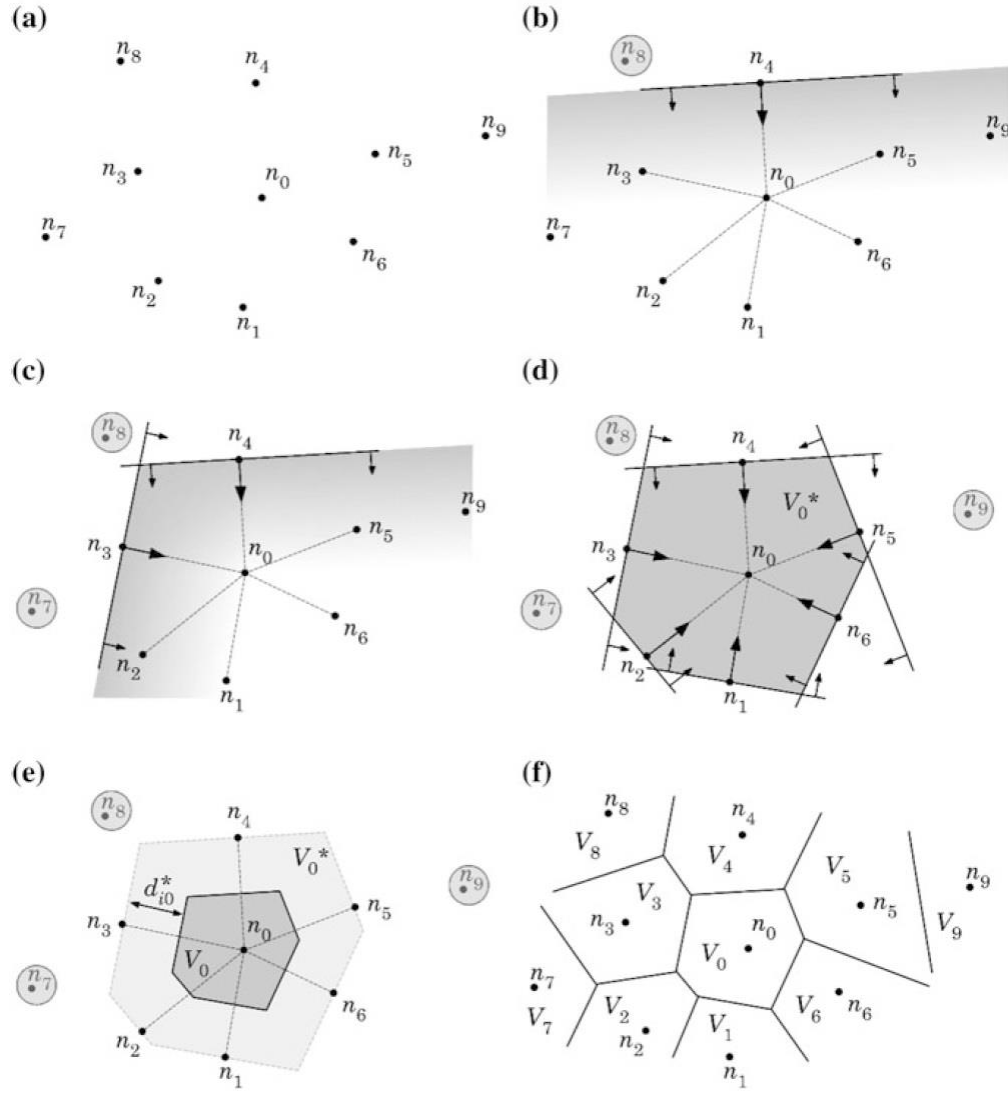 (a)
n₈
n₄
n₉
n₅
n₃
n₀
n₇
n₆
n₂
n₁
(b)
n₈
n₄
n₉
n₅
n₃
n₀
n₇
n₆
n₂
n₁
(c)
n₈
n₄
n₉
n₅
n₃
n₀
n₇
n₆
n₂
n₁
(d)
n₈
n₄
V₀*
n₉
n₅
n₃
n₀
n₇
n₆
n₂
n₁
(e)
n₈
n₄
V₀*
d*ᵢ₀
n₉
n₅
n₃
n₀
V₀
n₇
n₆
n₂
n₁
(f)
n₈
n₄
V₈
V₄
V₅
n₉
V₃
n₅
n₃
n₀
V₉
V₀
n₇
n₆
V₇
V₂
V₁
V₆
n₂
n₁